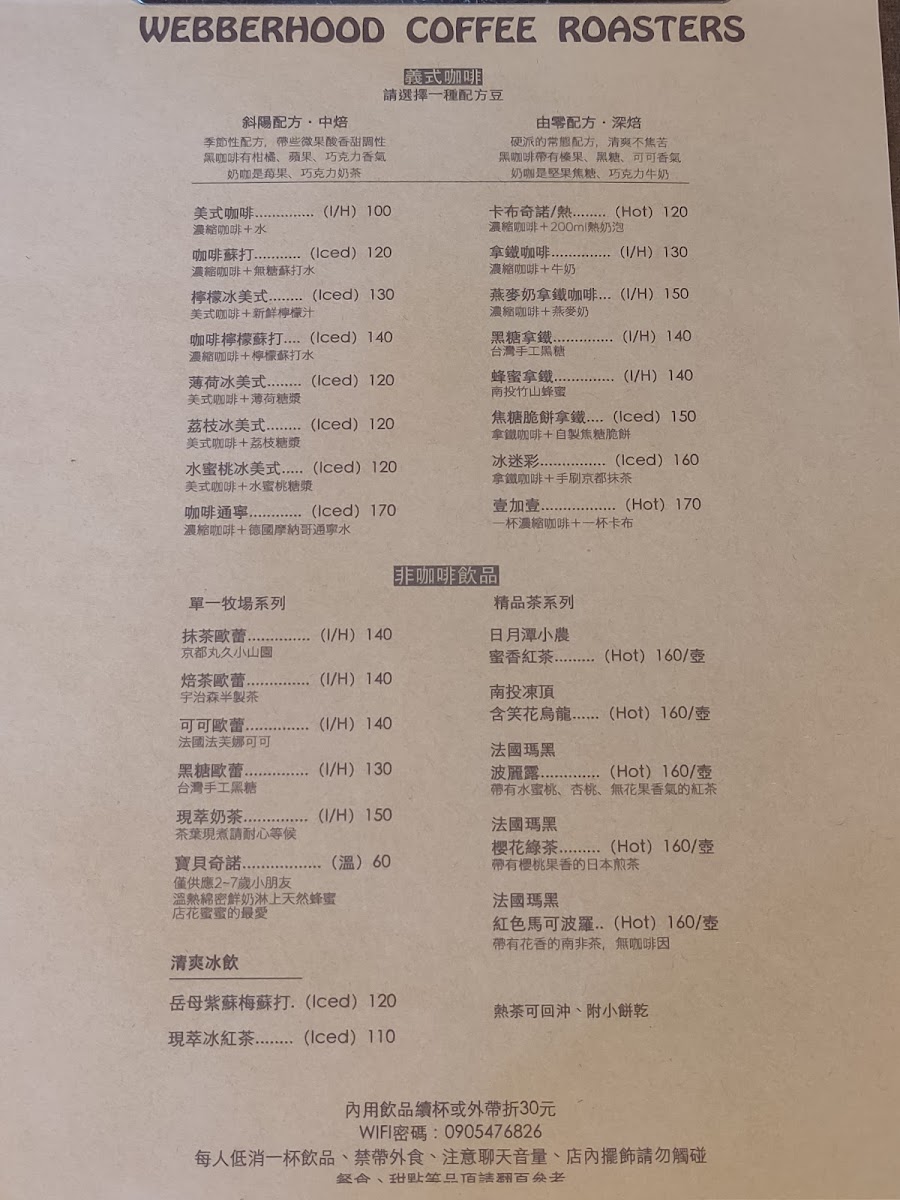 WEBBERHOOD COFFEE ROASTERS
義式咖啡
請選擇一種配方豆
斜陽配方·中焙
季節性配方，帶些微果酸香甜調性
黑咖啡有柑橘、蘋果、巧克力香氣
奶咖是莓果、巧克力奶茶
由零配方·深焙
硬派的常態配方，清爽不焦苦
黑咖啡帶有榛果、黑糖、可可香氣
奶咖是堅果焦糖、巧克力牛奶
美式咖啡.............. (I/H) 100
濃縮咖啡＋水
咖啡蘇打........... (Iced) 120
濃縮咖啡＋無糖蘇打水
檸檬冰美式........ (Iced) 130
美式咖啡＋新鮮檸檬汁
咖啡檸檬蘇打.... (Iced) 140
濃縮咖啡＋檸檬蘇打水
薄荷冰美式........ (Iced) 120
美式咖啡＋薄荷糖漿
荔枝冰美式........ (Iced) 120
美式咖啡＋荔枝糖漿
水蜜桃冰美式..... (Iced) 120
美式咖啡＋水蜜桃糖漿
咖啡通寧............ (Iced) 170
濃縮咖啡＋德國摩納哥通寧水
卡布奇諾/熱........ (Hot) 120
濃縮咖啡＋200ml熱奶泡
拿鐵咖啡.............. (I/H) 130
濃縮咖啡＋牛奶
燕麥奶拿鐵咖啡... (I/H) 150
濃縮咖啡＋燕麥奶
黑糖拿鐵.............. (I/H) 140
台灣手工黑糖
蜂蜜拿鐵.............. (I/H) 140
南投竹山蜂蜜
焦糖脆餅拿鐵.... (Iced) 150
拿鐵咖啡＋自製焦糖脆餅
冰迷彩................ (Iced) 160
拿鐵咖啡＋手刷京都抹茶
壹加壹.................. (Hot) 170
一杯濃縮咖啡＋一杯卡布
非咖啡飲品
單一牧場系列
抹茶歐蕾............... (I/H) 140
京都丸久小山園
焙茶歐蕾............... (I/H) 140
宇治森半製茶
可可歐蕾............... (I/H) 140
法國法芙娜可可
黑糖歐蕾............... (I/H) 130
台灣手工黑糖
現萃奶茶............... (I/H) 150
茶葉現煮請耐心等候
寶貝奇諾.................. (溫) 60
僅供應2~7歲小朋友
溫熱綿密鮮奶淋上天然蜂蜜
店花蜜蜜的最愛
清爽冰飲
岳母紫蘇梅蘇打. (Iced) 120
現萃冰紅茶........ (Iced) 110
精品茶系列
日月潭小農
蜜香紅茶......... (Hot) 160/壺
南投凍頂
含笑花烏龍...... (Hot) 160/壺
法國瑪黑
波麗露............. (Hot) 160/壺
帶有水蜜桃、杏桃、無花果香氣的紅茶
法國瑪黑
櫻花綠茶......... (Hot) 160/壺
帶有櫻桃果香的日本煎茶
法國瑪黑
紅色馬可波羅.. (Hot) 160/壺
帶有花香的南非茶，無咖啡因
熱茶可回沖、附小餅乾
內用飲品續杯或外帶折30元
WIFI密碼：0905476826
每人低消一杯飲品、禁帶外食、注意聊天音量、店內擺飾請勿觸碰
餐食、甜點等品項請翻頁參考